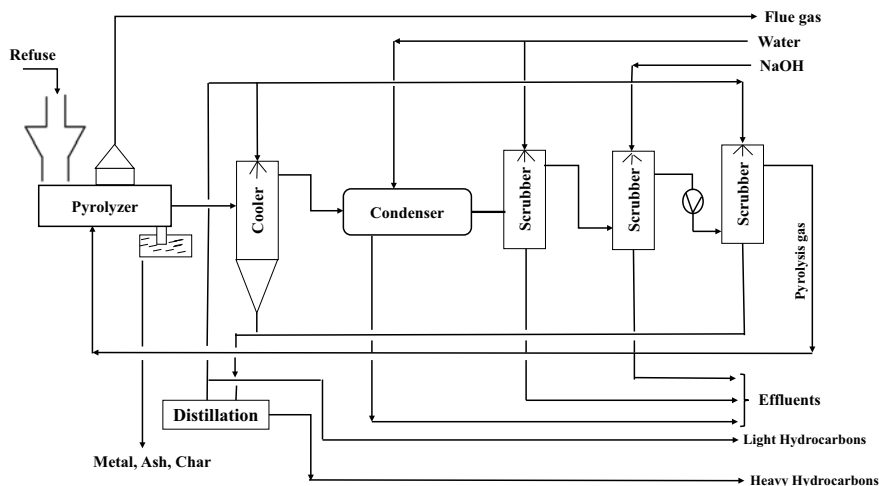 Flue gas
Water
Refuse
NaOH
Pyrolyzer
Cooler
Condenser
Scrubber
Scrubber
Scrubber
Pyrolysis gas
Distillation
Effluents
Light Hydrocarbons
Metal, Ash, Char
Heavy Hydrocarbons